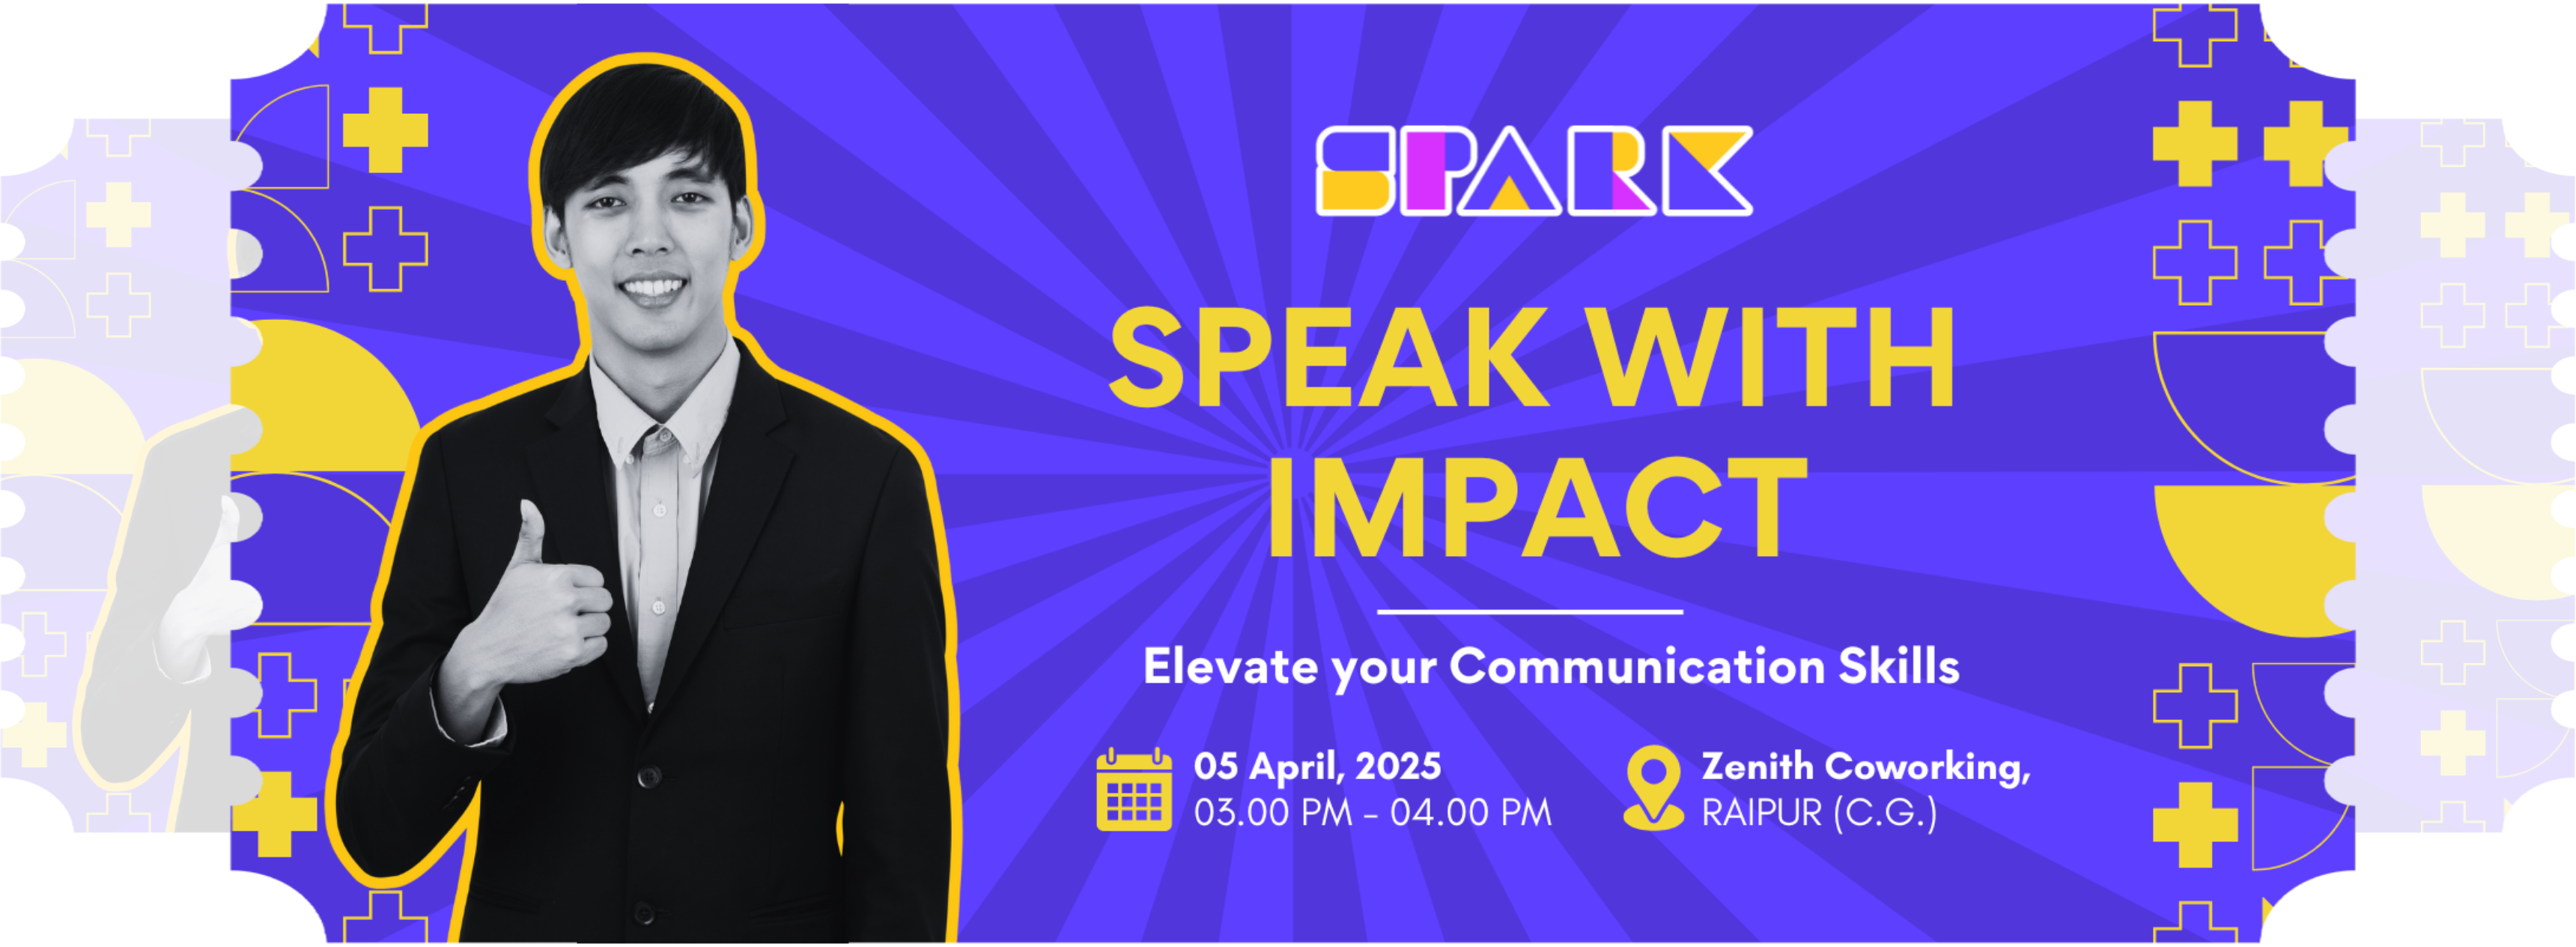 SPARK
SPEAK WITH
IMPACT
Elevate your Communication Skills
05 April, 2025
03.00 PM – 04.00 PM
Zenith Coworking,
RAIPUR (C.G.)